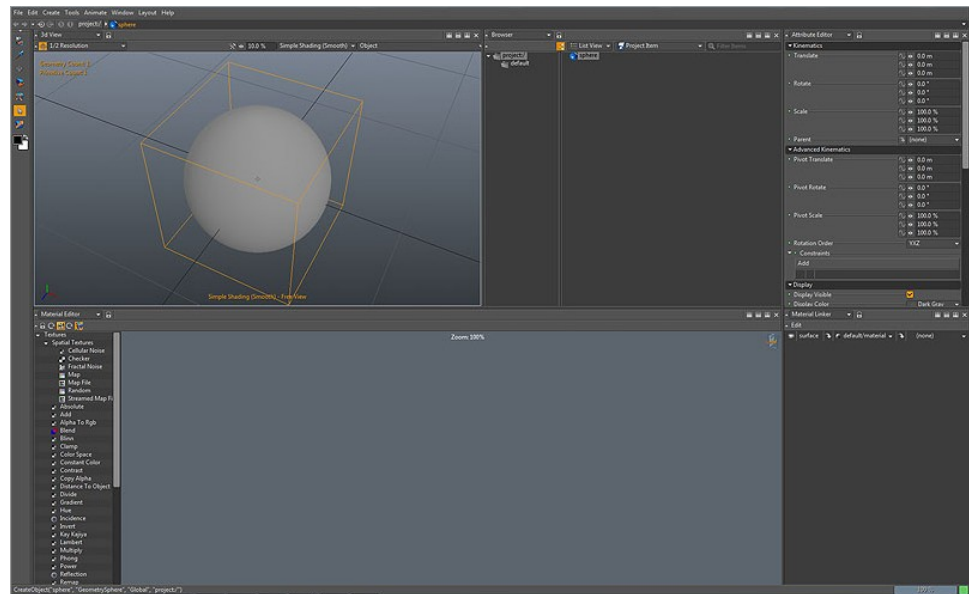 File Edit Create Tools Animate Window Layout Help
project:/ sphere
3d View
1/2 Resolution 10.0 % Simple Shading (Smooth) Object
Geometry Count 1
Primitive Count 1
Simple Shading (Smooth) - Free View
Browser
List View Project Item Filter Items
project:/ sphere
default
Attribute Editor
Kinematics
Translate 0.0 m
0.0 m
0.0 m
Rotate 0.0 °
0.0 °
0.0 °
Scale 100.0 %
100.0 %
100.0 %
Parent (none)
Advanced Kinematics
Pivot Translate 0.0 m
0.0 m
0.0 m
Pivot Rotate 0.0 °
0.0 °
0.0 °
Pivot Scale 100.0 %
100.0 %
100.0 %
Rotation Order YXZ
Constraints
Add
Display
Display Visible
Display Color Dark Gray
Material Editor
Zoom: 100%
Textures
Spatial Textures
Cellular Noise
Checker
Fractal Noise
Map
Map File
Random
Streamed Map Fi
Absolute
Add
Alpha To Rgb
Blend
Blinn
Clamp
Color Space
Constant Color
Contrast
Copy Alpha
Distance To Object
Divide
Gradient
Hue
Incidence
Invert
Kay Kajiya
Lambert
Multiply
Phong
Power
Reflection
Remap
Material Linker
Edit
surface default/material (none)
CreateObject("sphere", "GeometrySphere", "Global", "project:/")